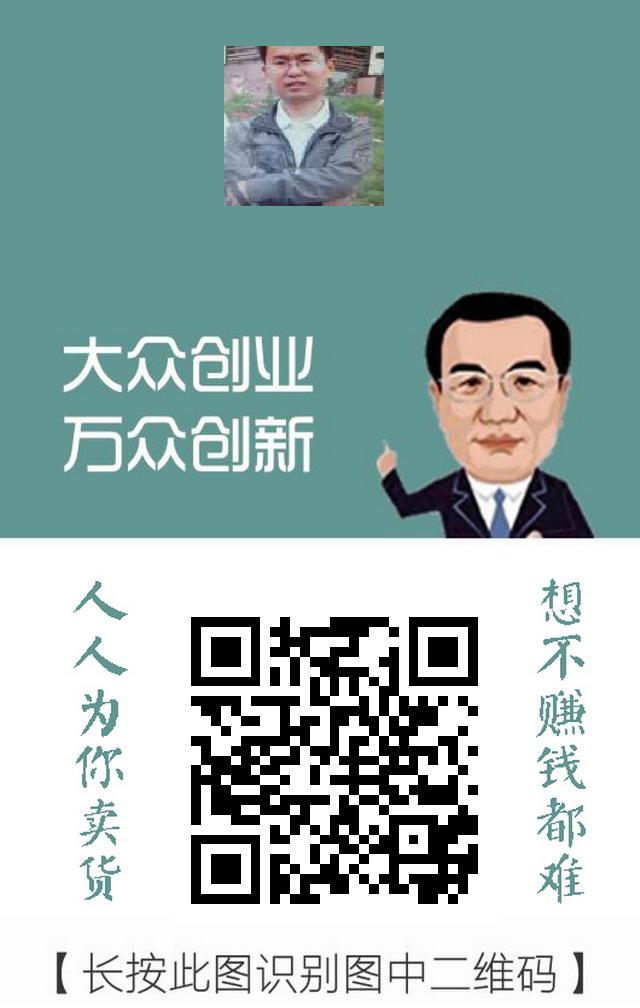 大众创业
万众创新
人人为你卖货
想不赚钱都难
【长按此图识别图中二维码】